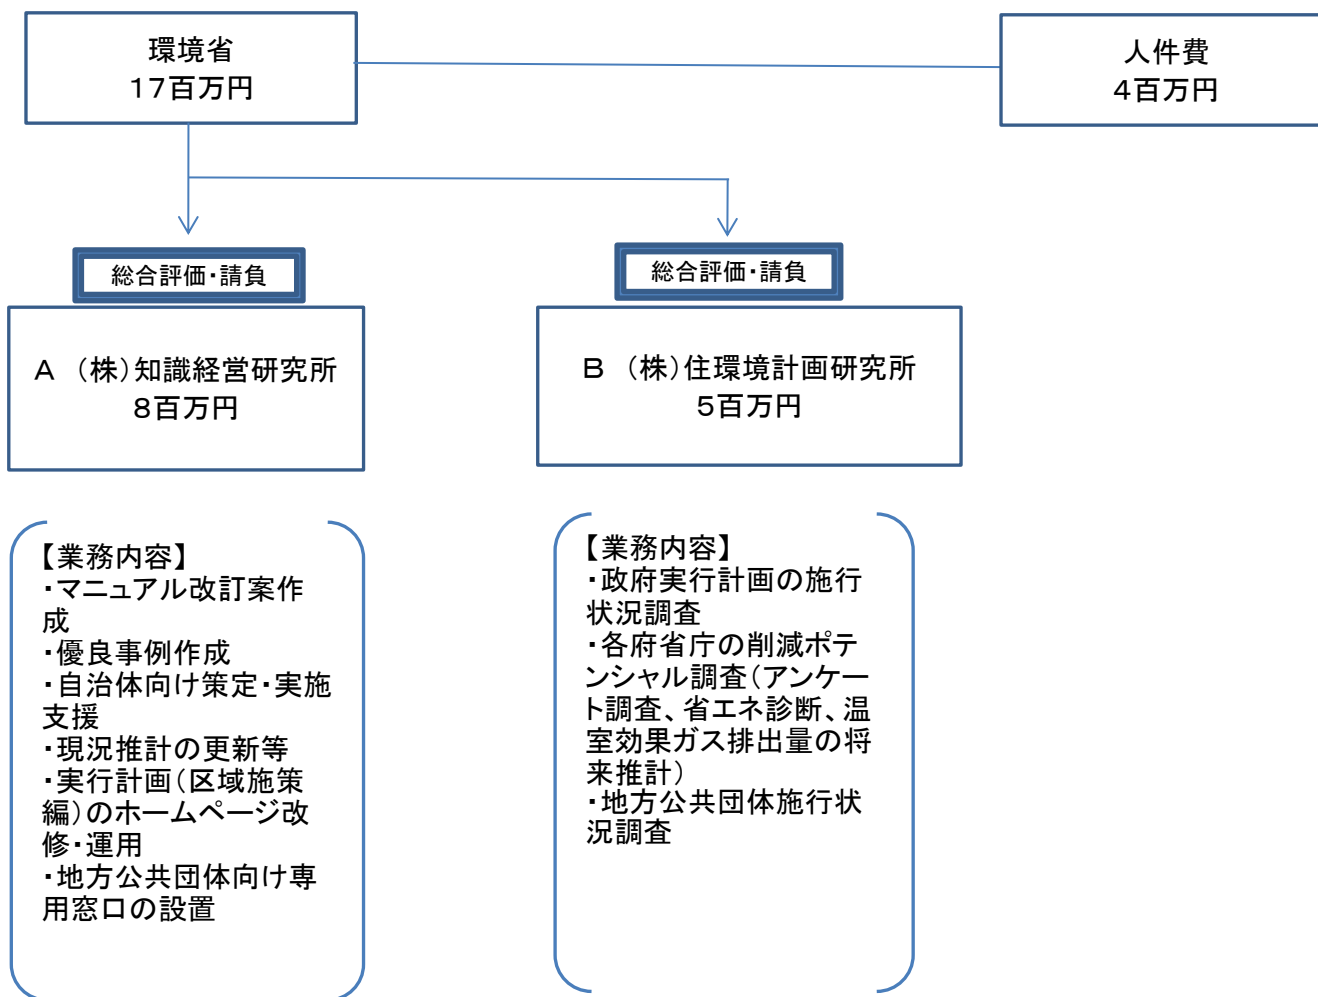 環境省
17百万円
人件費
4百万円
総合評価・請負
総合評価・請負
A （株）知識経営研究所
8百万円
B （株）住環境計画研究所
5百万円
【業務内容】
・マニュアル改訂案作
成
・優良事例作成
・自治体向け策定・実施
支援
・現況推計の更新等
・実行計画（区域施策
編）のホームページ改
修・運用
・地方公共団体向け専
用窓口の設置
【業務内容】
・政府実行計画の施行
状況調査
・各府省庁の削減ポテ
ンシャル調査（アンケー
ト調査、省エネ診断、温
室効果ガス排出量の将
来推計）
・地方公共団体施行状
況調査